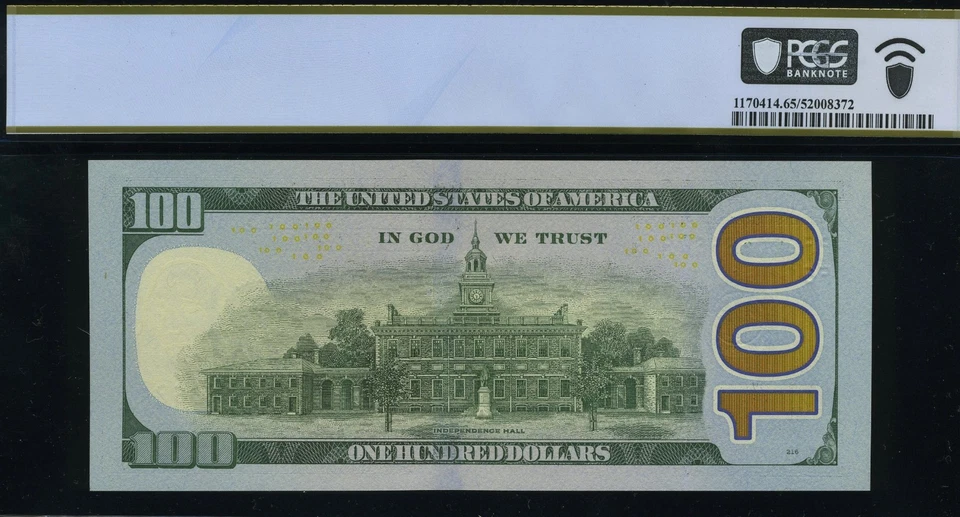 PCGS
BANKNOTE
1170414.65/52008372
THE UNITED STATES OF AMERICA
100
IN GOD WE TRUST
100
INDEPENDENCE HALL
100
ONE HUNDRED DOLLARS
216